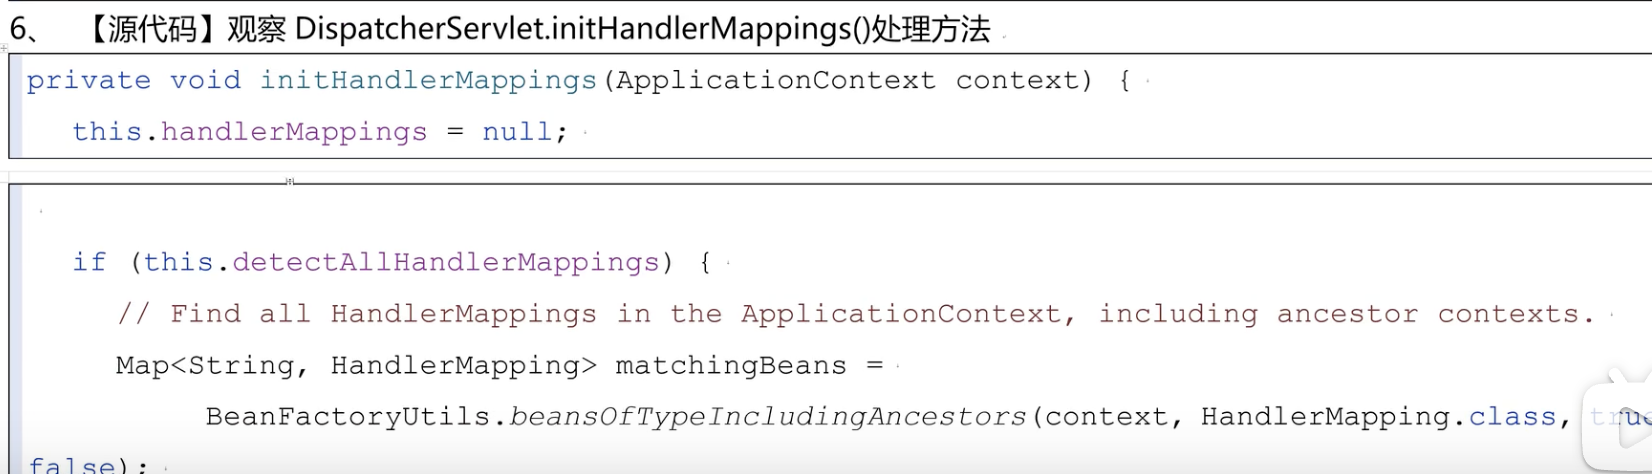 6、 【源代码】观察 DispatcherServlet.initHandlerMappings()处理方法
private void initHandlerMappings(ApplicationContext context) {
this.handlerMappings = null;
if (this.detectAllHandlerMappings) {
// Find all HandlerMappings in the ApplicationContext, including ancestor contexts.
Map<String, HandlerMapping> matchingBeans =
BeanFactoryUtils.beansOfTypeIncludingAncestors(context, HandlerMapping.class, true
false);